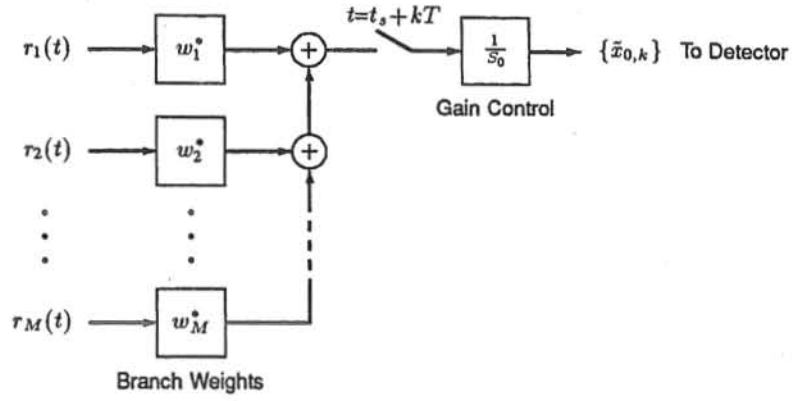 t=t_s+kT
r_1(t) w_1^* + 1/S_0 {x̃_{0,k}} To Detector
Gain Control
r_2(t) w_2^* +
r_M(t) w_M^*
Branch Weights